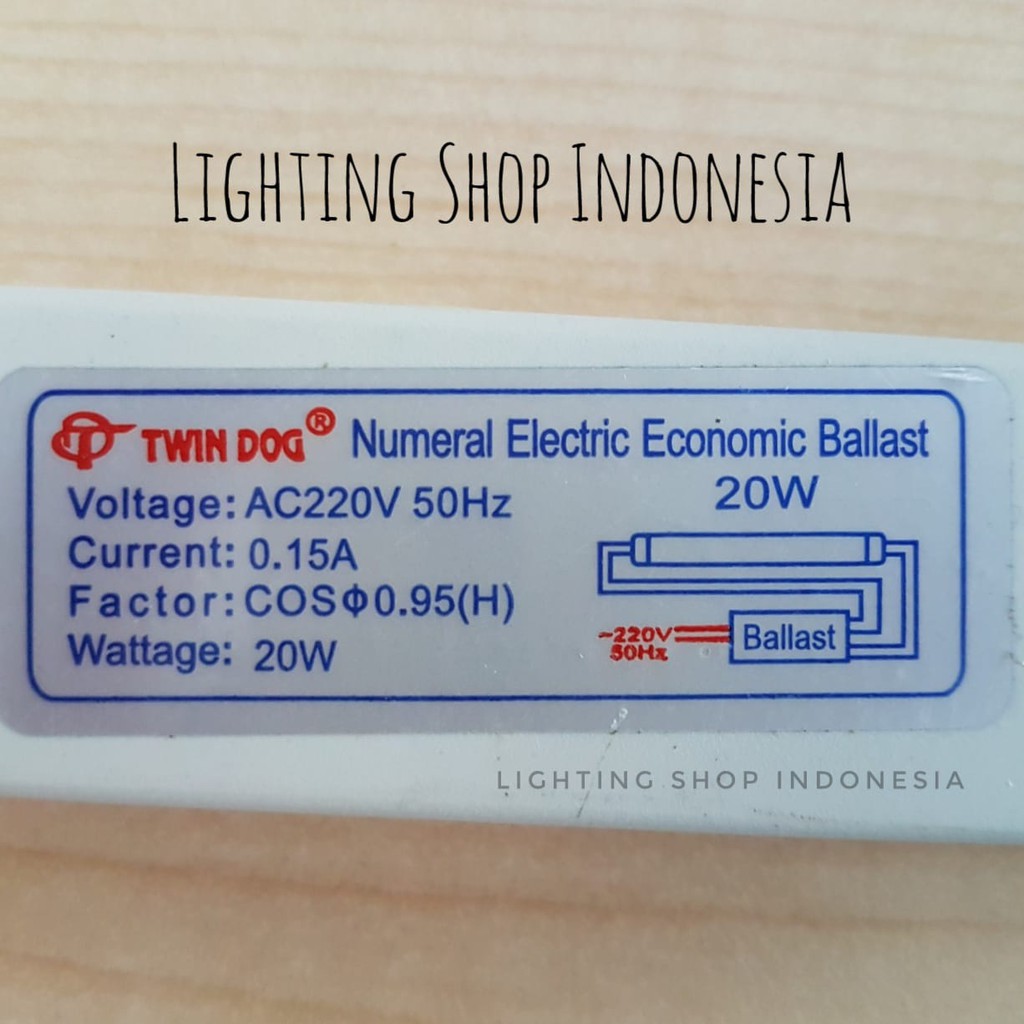 LIGHTING SHOP INDONESIA
TWIN DOG® Numeral Electric Economic Ballast
20W
Voltage: AC220V 50Hz
Current: 0.15A
Factor: COSΦ0.95(H)
Wattage: 20W
~220V
50Hz
Ballast
LIGHTING SHOP INDONESIA